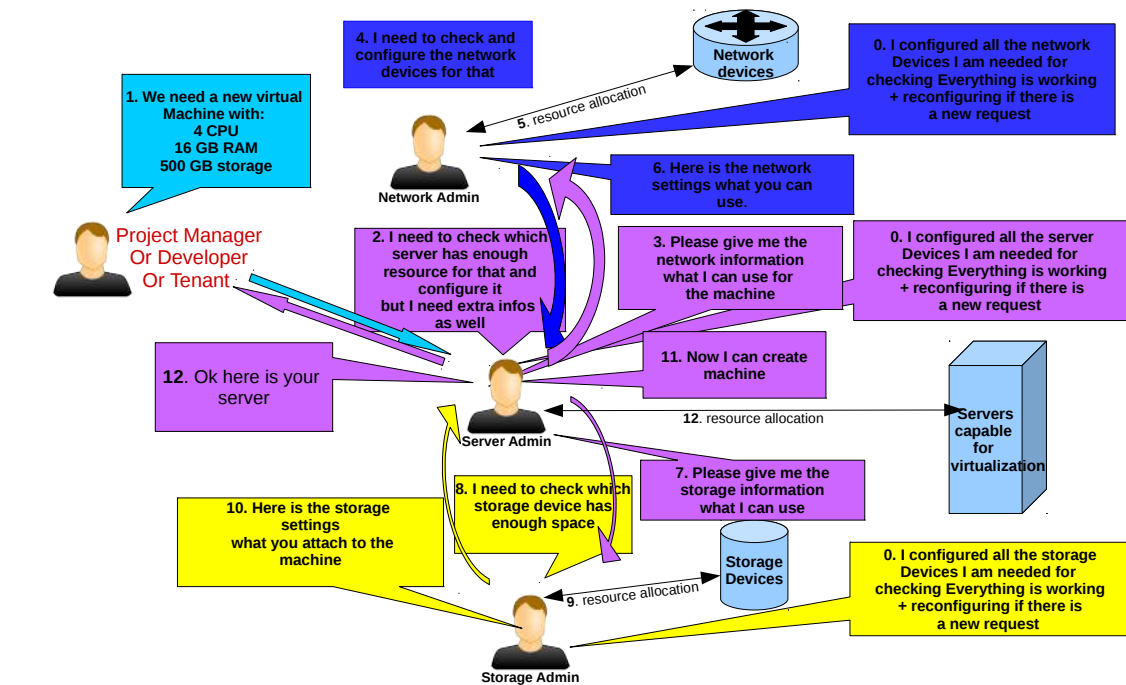 4. I need to check and
configure the network
devices for that
Network
devices
0. I configured all the network
Devices I am needed for
checking Everything is working
+ reconfiguring if there is
a new request
1. We need a new virtual
Machine with:
4 CPU
16 GB RAM
500 GB storage
5. resource allocation
Network Admin
6. Here is the network
settings what you can
use.
Project Manager
Or Developer
Or Tenant
2. I need to check which
server has enough
resource for that and
configure it
but I need extra infos
as well
3. Please give me the
network information
what I can use for
the machine
0. I configured all the server
Devices I am needed for
checking Everything is working
+ reconfiguring if there is
a new request
12. Ok here is your
server
11. Now I can create
machine
Server Admin
12. resource allocation
Servers
capable
for
virtualization
7. Please give me the
storage information
what I can use
8. I need to check which
storage device has
enough space
10. Here is the storage
settings
what you attach to the
machine
Storage
Devices
9. resource allocation
0. I configured all the storage
Devices I am needed for
checking Everything is working
+ reconfiguring if there is
a new request
Storage Admin